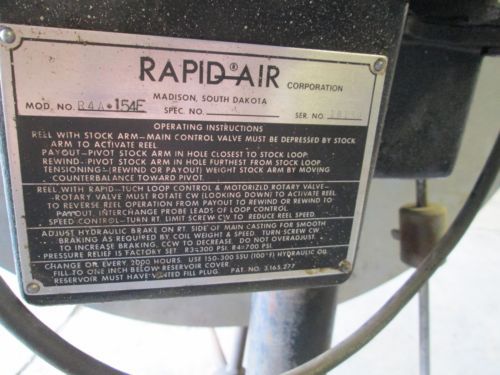 RAPID-AIR CORPORATION
MADISON, SOUTH DAKOTA
MOD. NO. R4A•154E SPEC. NO. SER. NO.
OPERATING INSTRUCTIONS
REEL WITH STOCK ARM-MAIN CONTROL VALVE MUST BE DEPRESSED BY STOCK
ARM TO ACTIVATE REEL
PAYOUT-PIVOT STOCK ARM IN HOLE CLOSEST TO STOCK LOOP
REWIND-PIVOT STOCK ARM IN HOLE FURTHEST FROM STOCK LOOP
TENSIONING-(REWIND OR PAYOUT) WEIGHT STOCK ARM BY MOVING
COUNTERBALANCE TOWARD PIVOT.
REEL WITH RAPID-TUCH LOOP CONTROL & MOTORIZED ROTARY VALVE-
ROTARY VALVE MUST ROTATE CW (LOOKING DOWN) TO ACTIVATE REEL
TO REVERSE REEL OPERATION FROM PAYOUT TO REWIND OR REWIND TO
PAYOUT, INTERCHANGE PROBE LEADS OF LOOP CONTROL.
SPEED CONTROL-TURN RT. LIMIT SCREW CW TO REDUCE REEL SPEED.
ADJUST HYDRAULIC BRAKE ON RT. SIDE OF MAIN CASTING FOR SMOOTH
BRAKING AS REQUIRED BY COIL WEIGHT & SPEED. TURN SCREW CW
TO INCREASE BRAKING, CCW TO DECREASE. DO NOT OVERADJUST.
PRESSURE RELIEF IS FACTORY SET R3±300 PSI. R4±700 PSI.
CHANGE OIL EVERY 2000 HOURS. USE 150-300 SSU (100°F) HYDRAULIC OIL
FILL TO ONE INCH BELOW RESERVOIR COVER.
RESERVOIR MUST HAVE VENTED FILL PLUG. PAT. NO. 3,165,277